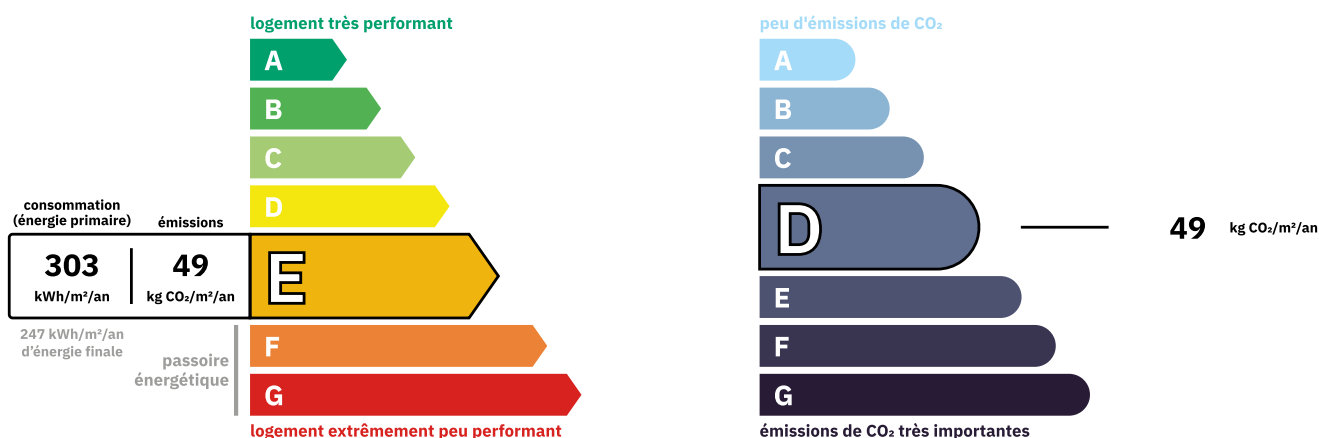 logement très performant
A
B
C
D
consommation
(énergie primaire)
émissions
303
kWh/m²/an
49
kg CO₂/m²/an
E
247 kWh/m²/an
d'énergie finale
passoire
énergétique
F
G
logement extrêmement peu performant
peu d'émissions de CO₂
A
B
C
D
49 kg CO₂/m²/an
E
F
G
émissions de CO₂ très importantes